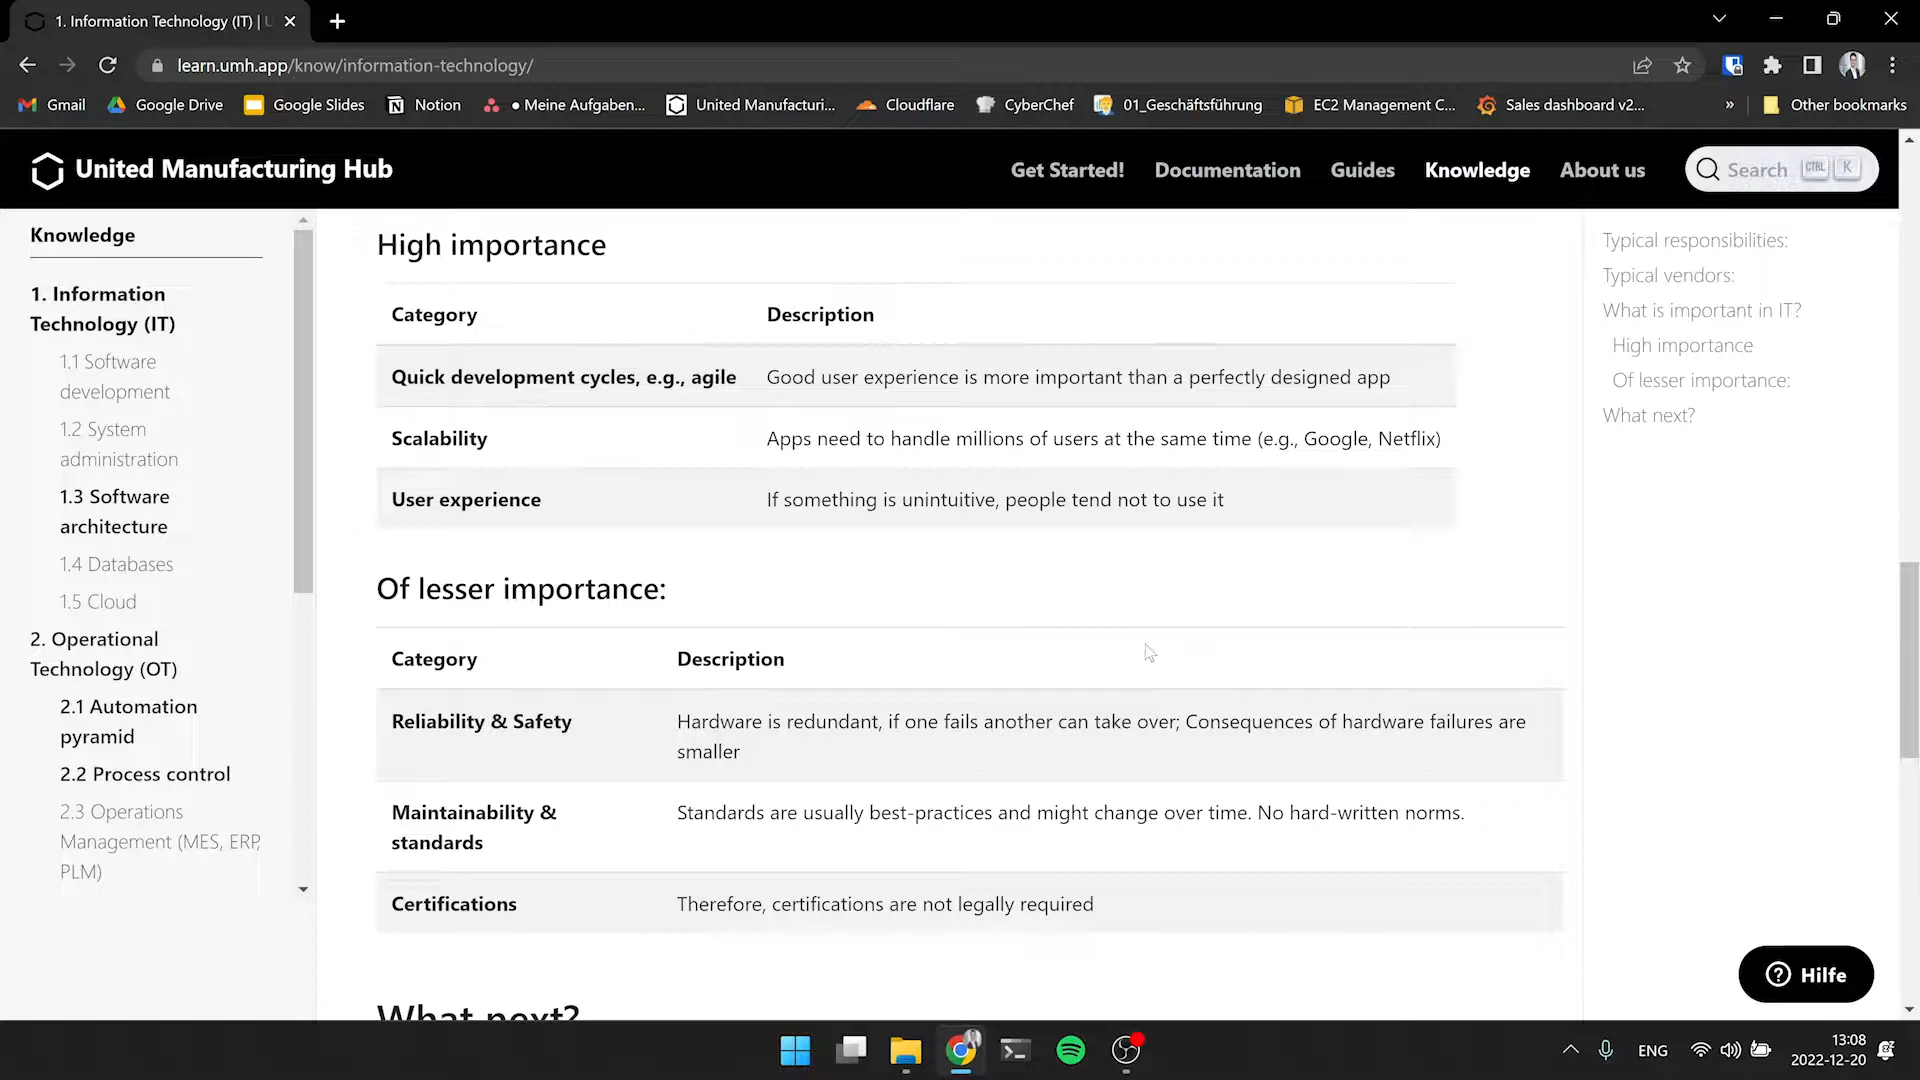 1. Information Technology (IT) | U
learn.umh.app/know/information-technology/
Gmail
Google Drive
Google Slides
Notion
• Meine Aufgaben...
United Manufacturi...
Cloudflare
CyberChef
01_Geschäftsführung
EC2 Management C...
Sales dashboard v2...
»
Other bookmarks
United Manufacturing Hub
Get Started!
Documentation
Guides
Knowledge
About us
Search CTRL K
Knowledge
1. Information
Technology (IT)
1.1 Software
development
1.2 System
administration
1.3 Software
architecture
1.4 Databases
1.5 Cloud
2. Operational
Technology (OT)
2.1 Automation
pyramid
2.2 Process control
2.3 Operations
Management (MES, ERP,
PLM)
High importance
Category Description
Quick development cycles, e.g., agile Good user experience is more important than a perfectly designed app
Scalability Apps need to handle millions of users at the same time (e.g., Google, Netflix)
User experience If something is unintuitive, people tend not to use it
Of lesser importance:
Category Description
Reliability & Safety Hardware is redundant, if one fails another can take over; Consequences of hardware failures are
smaller
Maintainability &
standards
Standards are usually best-practices and might change over time. No hard-written norms.
Certifications Therefore, certifications are not legally required
What next?
Typical responsibilities:
Typical vendors:
What is important in IT?
High importance
Of lesser importance:
What next?
Hilfe
ENG
13:08
2022-12-20